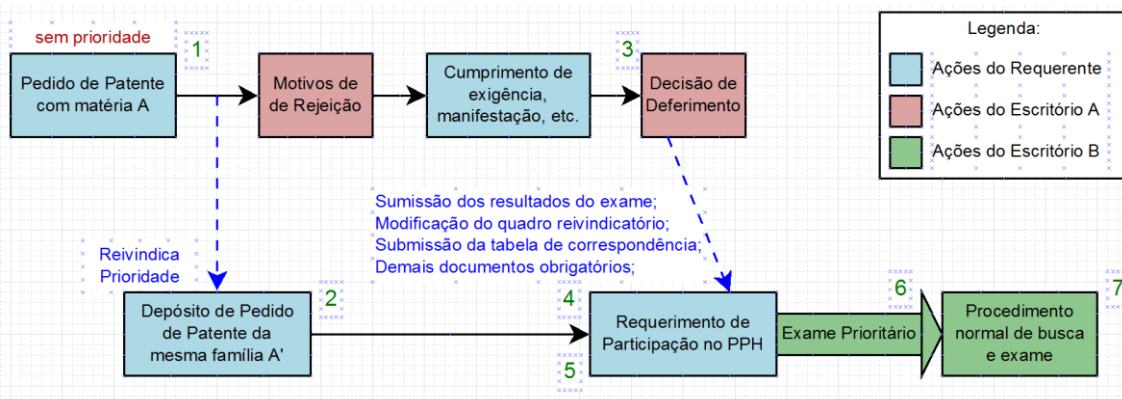 sem prioridade
1
Pedido de Patente
com matéria A
Motivos de
de Rejeição
Cumprimento de
exigência,
manifestação, etc.
3
Decisão de
Deferimento
Legenda:
Ações do Requerente
Ações do Escritório A
Ações do Escritório B
Sumissão dos resultados do exame;
Modificação do quadro reivindicatório;
Submissão da tabela de correspondência;
Demais documentos obrigatórios;
Reivindica
Prioridade
2
Depósito de Pedido
de Patente da
mesma família A'
4
5
Requerimento de
Participação no PPH
6
Exame Prioritário
7
Procedimento
normal de busca
e exame